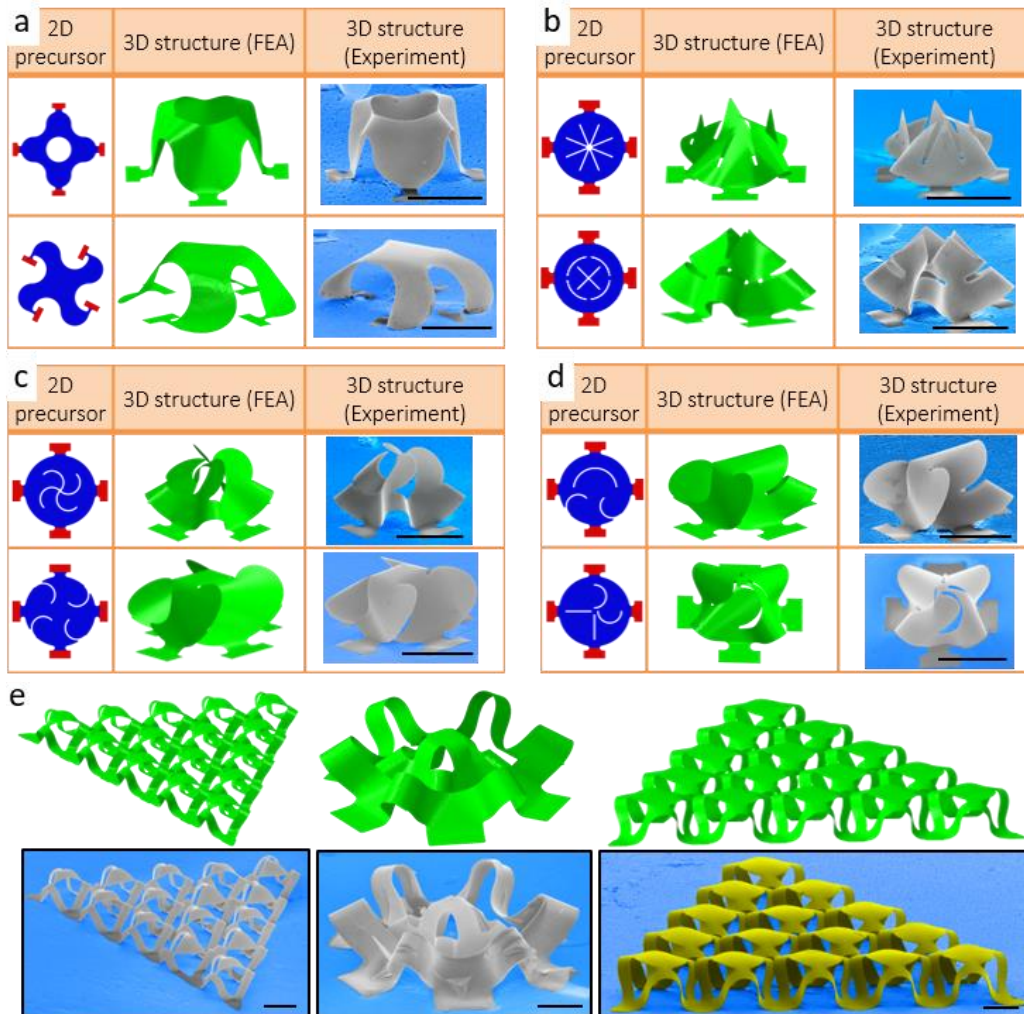 a
2D
precursor
3D structure (FEA)
3D structure
(Experiment)
b
2D
precursor
3D structure (FEA)
3D structure
(Experiment)
c
2D
precursor
3D structure (FEA)
3D structure
(Experiment)
d
2D
precursor
3D structure (FEA)
3D structure
(Experiment)
e